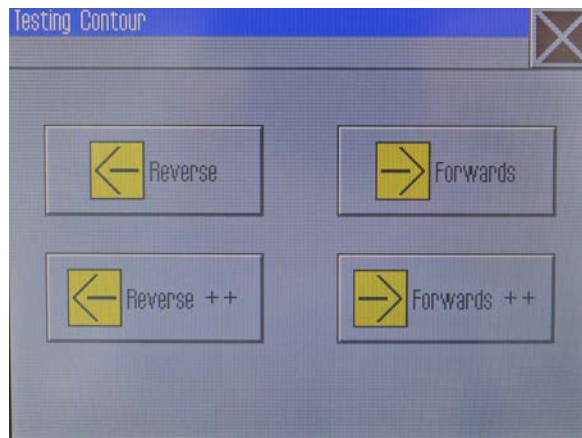 Testing Contour
Reverse
Forwards
Reverse ++
Forwards ++